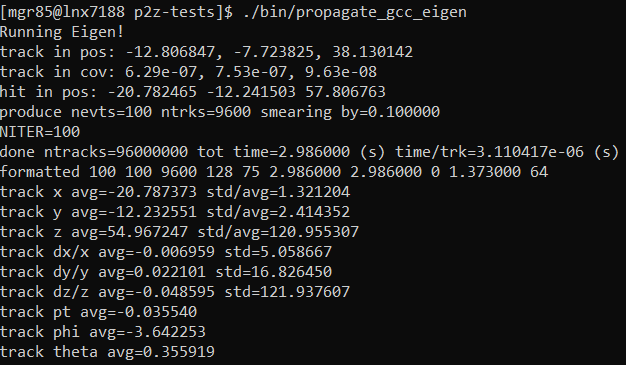 [mgr85@lnx7188 p2z-tests]$ ./bin/propagate_gcc_eigen
Running Eigen!
track in pos: -12.806847, -7.723825, 38.130142
track in cov: 6.29e-07, 7.53e-07, 9.63e-08
hit in pos: -20.782465 -12.241503 57.806763
produce nevts=100 ntrks=9600 smearing by=0.100000
NITER=100
done ntracks=96000000 tot time=2.986000 (s) time/trk=3.110417e-06 (s)
formatted 100 100 9600 128 75 2.986000 2.986000 0 1.373000 64
track x avg=-20.787373 std/avg=1.321204
track y avg=-12.232551 std/avg=2.414352
track z avg=54.967247 std/avg=120.955307
track dx/x avg=-0.006959 std=5.058667
track dy/y avg=0.022101 std=16.826450
track dz/z avg=-0.048595 std=121.937607
track pt avg=-0.035540
track phi avg=-3.642253
track theta avg=0.355919